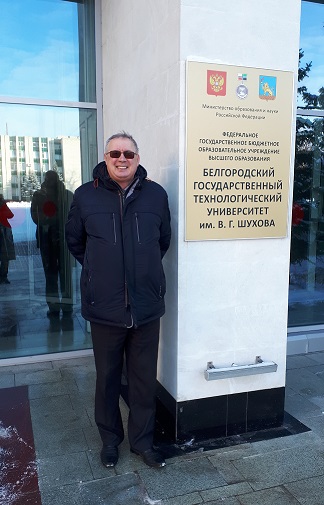 Министерство образования и науки
Российской Федерации
ФЕДЕРАЛЬНОЕ
ГОСУДАРСТВЕННОЕ БЮДЖЕТНОЕ
ОБРАЗОВАТЕЛЬНОЕ УЧРЕЖДЕНИЕ
ВЫСШЕГО ОБРАЗОВАНИЯ
БЕЛГОРОДСКИЙ
ГОСУДАРСТВЕННЫЙ
ТЕХНОЛОГИЧЕСКИЙ
УНИВЕРСИТЕТ
им. В. Г. ШУХОВА